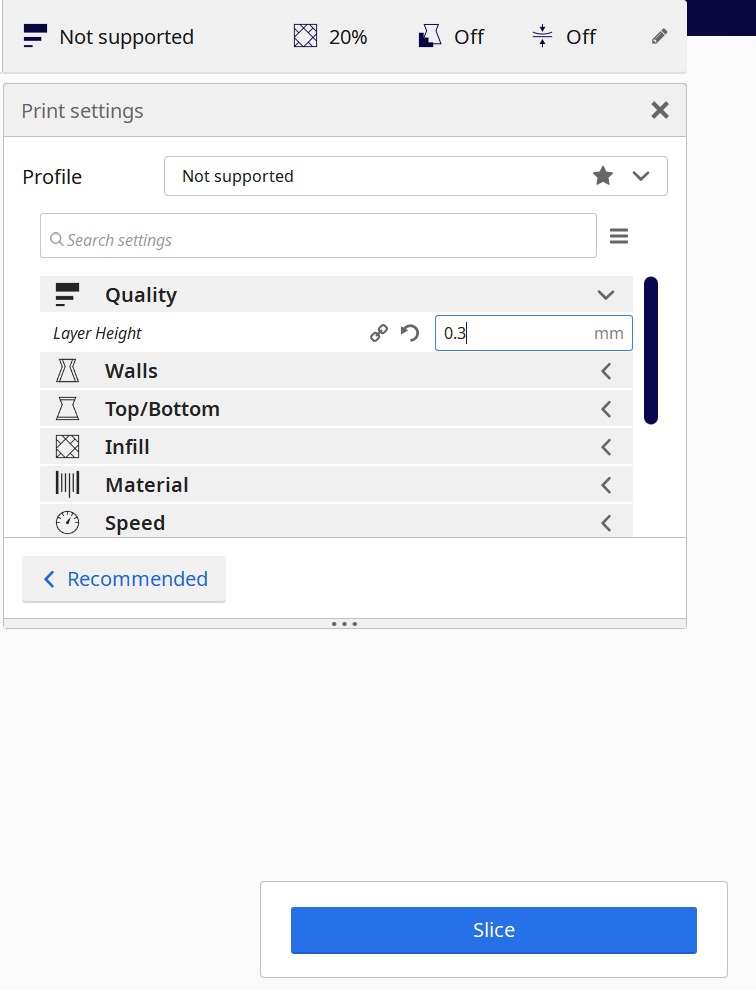 Not supported 20% Off Off
Print settings
Profile Not supported
Search settings
Quality
Layer Height 0.3 mm
Walls
Top/Bottom
Infill
Material
Speed
Recommended
Slice